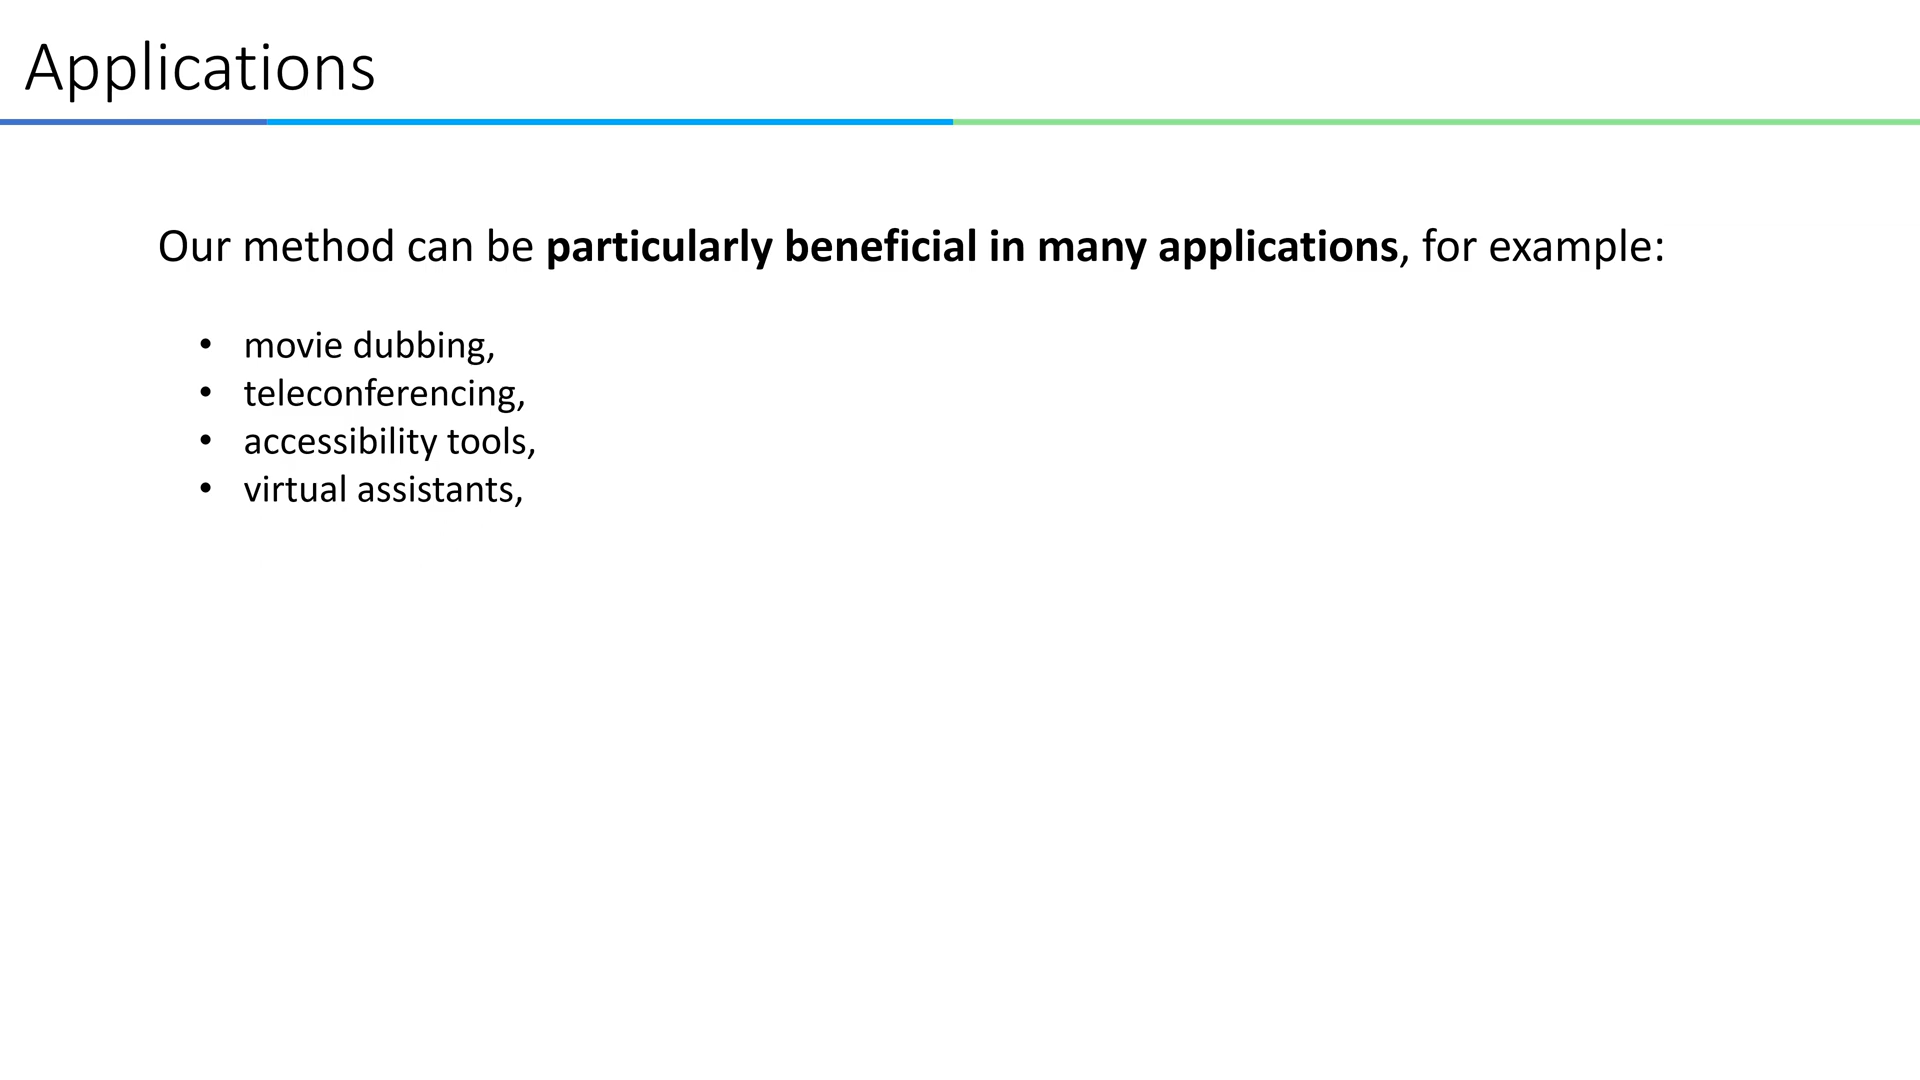 Applications
Our method can be particularly beneficial in many applications, for example:
• movie dubbing,
• teleconferencing,
• accessibility tools,
• virtual assistants,